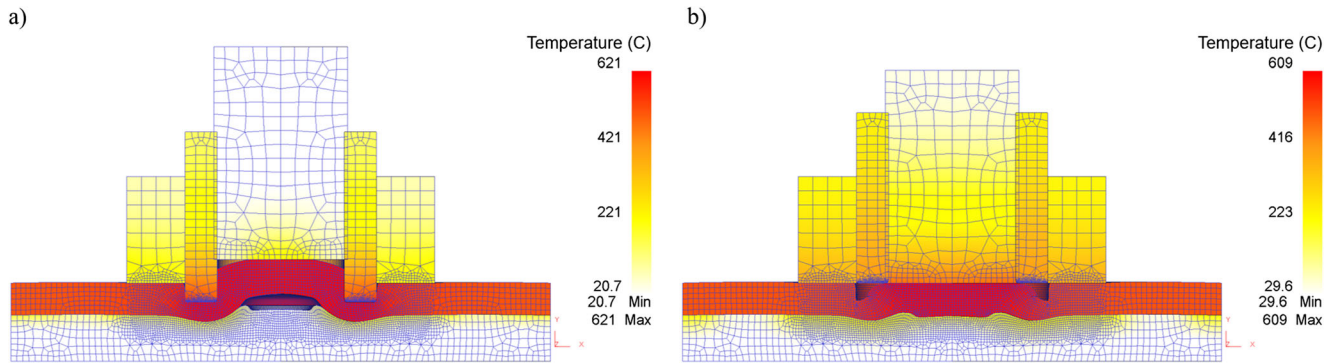 a)
Temperature (C)
621
421
221
20.7
20.7 Min
621 Max
Y
Z X
b)
Temperature (C)
609
416
223
29.6
29.6 Min
609 Max
Y
Z X